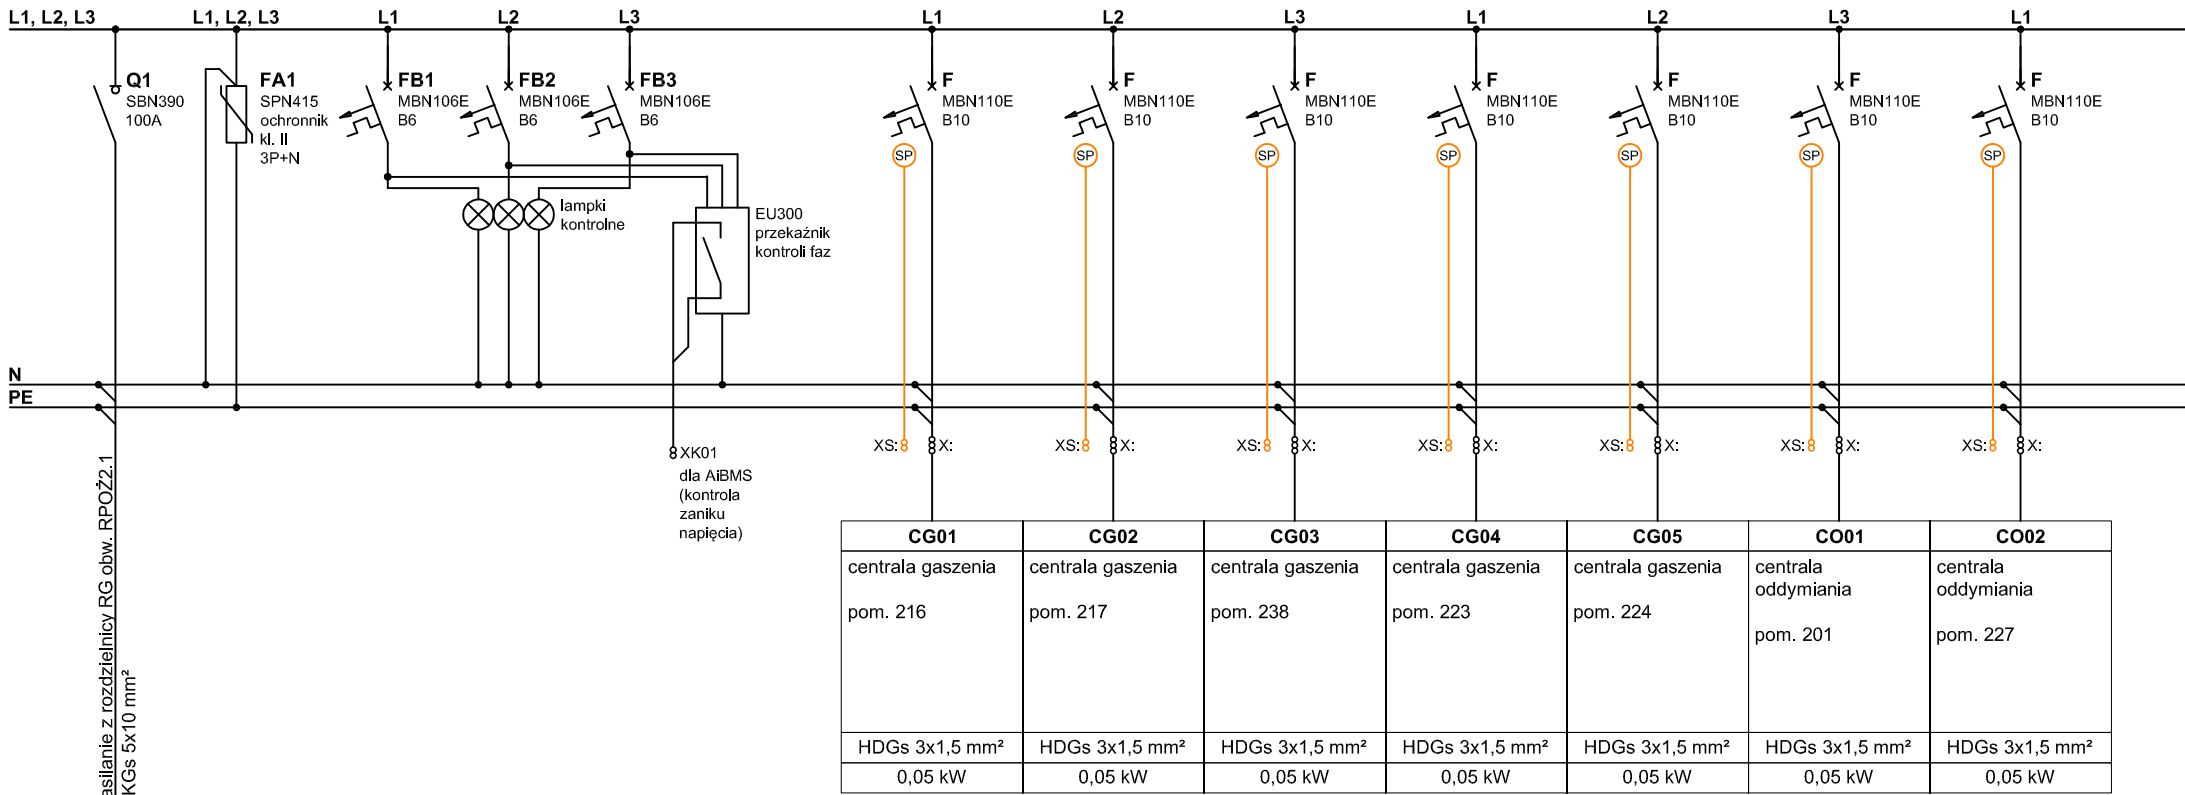 L1, L2, L3
L1, L2, L3
L1
L2
L3
L1
L2
L3
L1
L2
L3
L1
Q1
SBN390
100A
FA1
SPN415
ochronnik
kl. II
3P+N
FB1
MBN106E
B6
FB2
MBN106E
B6
FB3
MBN106E
B6
F
MBN110E
B10
F
MBN110E
B10
F
MBN110E
B10
F
MBN110E
B10
F
MBN110E
B10
F
MBN110E
B10
F
MBN110E
B10
SP
SP
SP
SP
SP
SP
SP
lampki
kontrolne
EU300
przekaźnik
kontroli faz
N
PE
XS: X:
XS: X:
XS: X:
XS: X:
XS: X:
XS: X:
XS: X:
XK01
dla AiBMS
(kontrola
zaniku
napięcia)
asilanie z rozdzielnicy RG obw. RPOŻ2.1
KGs 5x10 mm²
CG01
centrala gaszenia
pom. 216
HDGs 3x1,5 mm²
0,05 kW
CG02
centrala gaszenia
pom. 217
HDGs 3x1,5 mm²
0,05 kW
CG03
centrala gaszenia
pom. 238
HDGs 3x1,5 mm²
0,05 kW
CG04
centrala gaszenia
pom. 223
HDGs 3x1,5 mm²
0,05 kW
CG05
centrala gaszenia
pom. 224
HDGs 3x1,5 mm²
0,05 kW
CO01
centrala
oddymiania
pom. 201
HDGs 3x1,5 mm²
0,05 kW
CO02
centrala
oddymiania
pom. 227
HDGs 3x1,5 mm²
0,05 kW